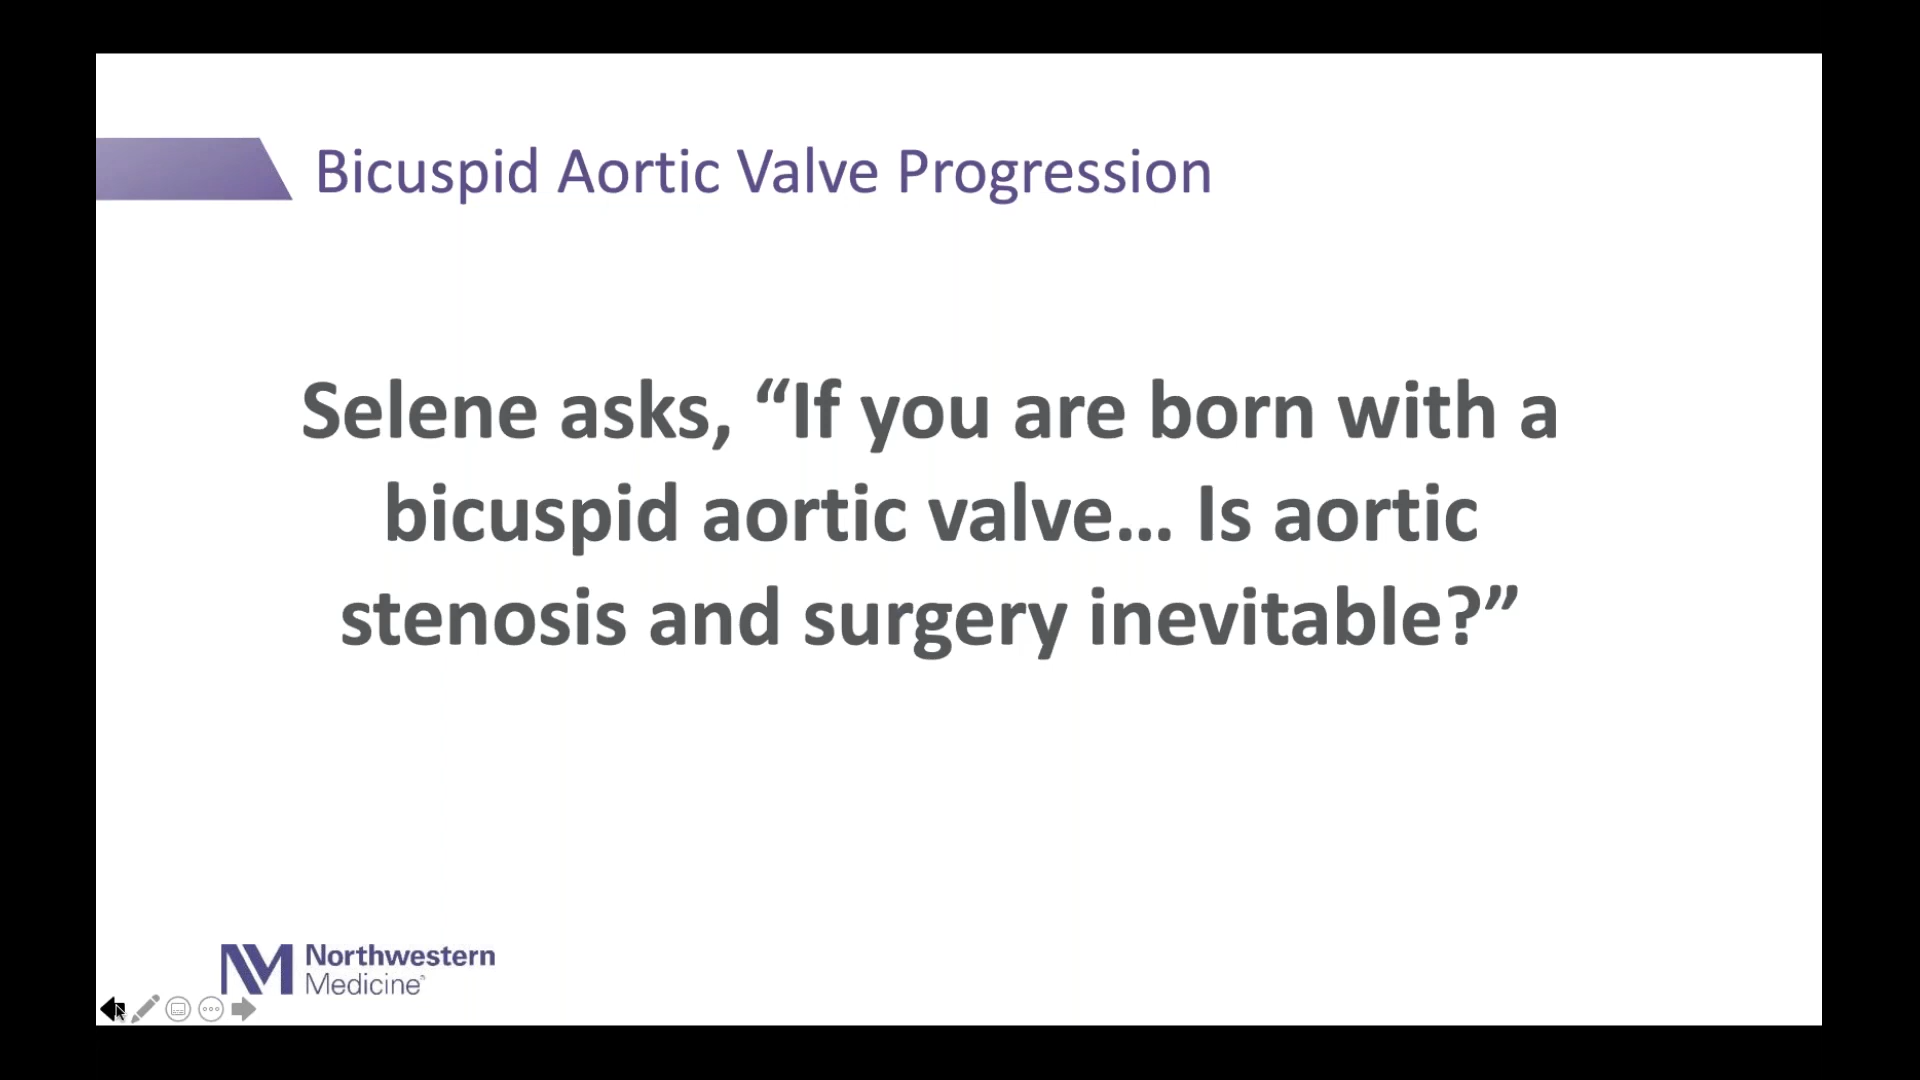 Bicuspid Aortic Valve Progression
Selene asks, “If you are born with a
bicuspid aortic valve... Is aortic
stenosis and surgery inevitable?”
NM Northwestern
Medicine®